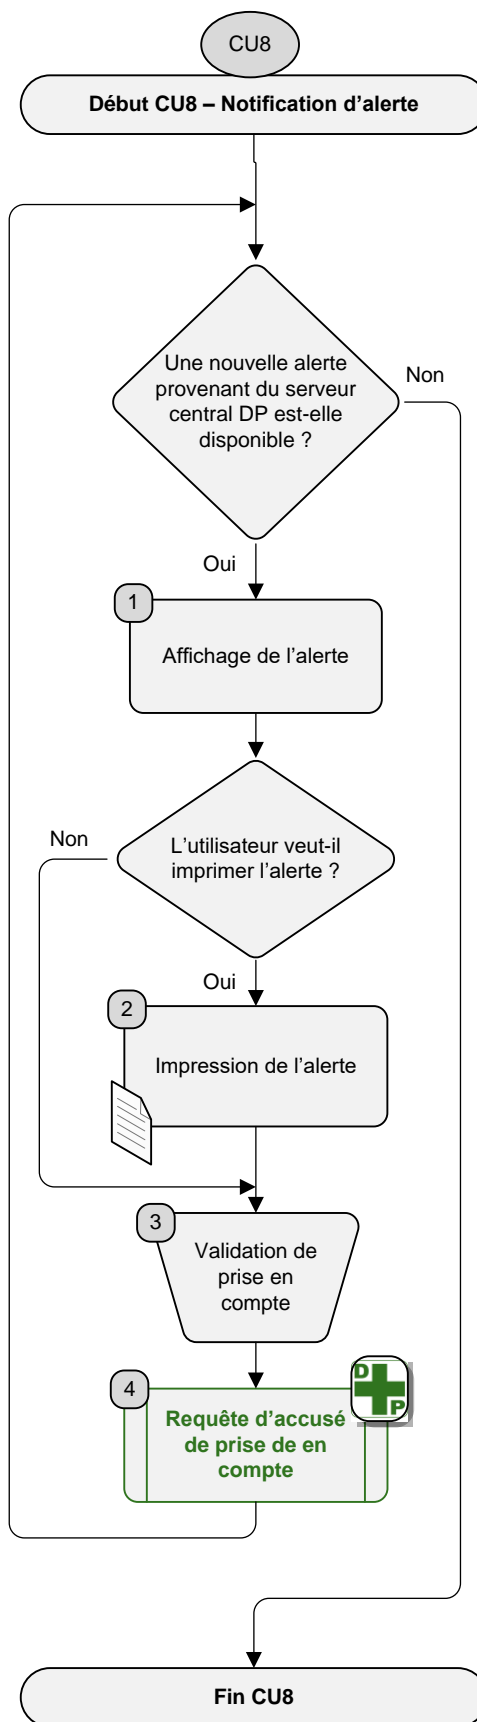 CU8
Début CU8 – Notification d’alerte
Une nouvelle alerte
provenant du serveur
central DP est-elle
disponible ?
Non
Oui
1
Affichage de l’alerte
Non
L’utilisateur veut-il
imprimer l’alerte ?
Oui
2
Impression de l’alerte
3
Validation de
prise en
compte
4
D
P
Requête d’accusé
de prise de en
compte
Fin CU8